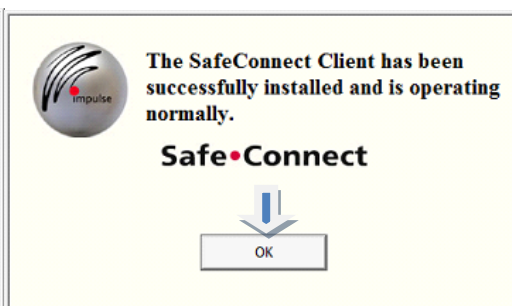 The SafeConnect Client has been
successfully installed and is operating
normally.
impulse
Safe•Connect
OK